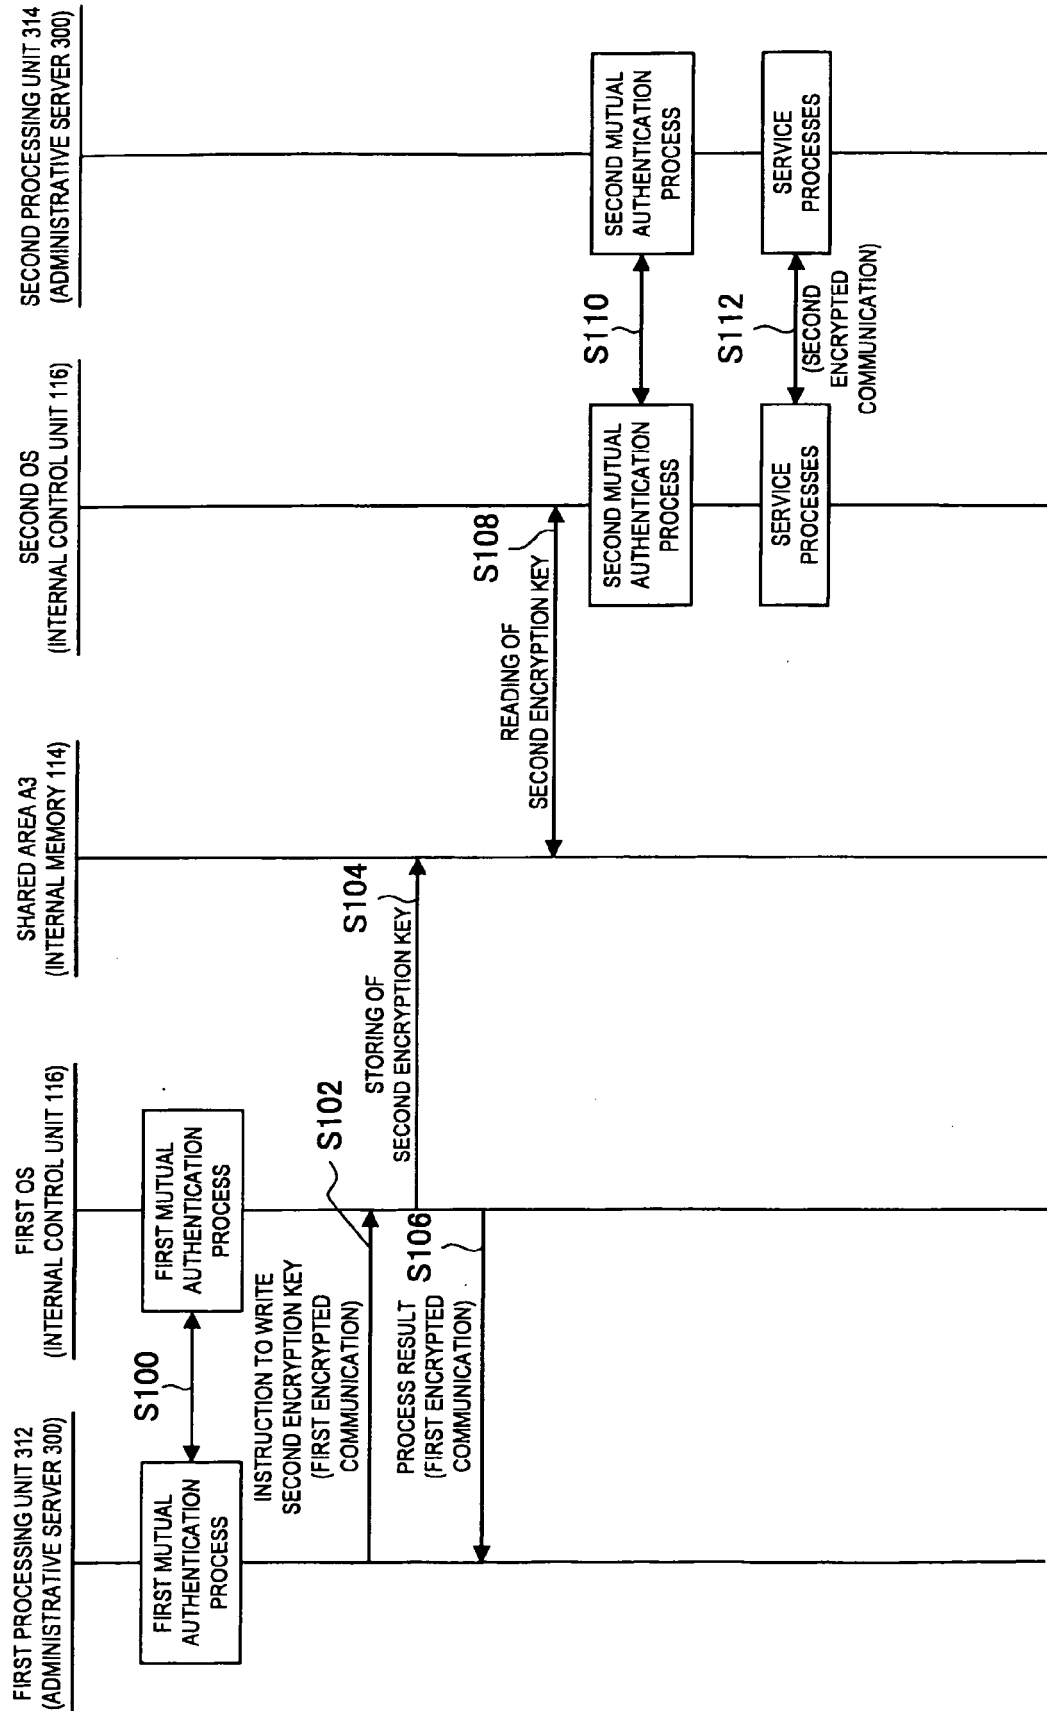 FIRST PROCESSING UNIT 312
(ADMINISTRATIVE SERVER 300)
FIRST OS
(INTERNAL CONTROL UNIT 116)
SHARED AREA A3
(INTERNAL MEMORY 114)
SECOND OS
(INTERNAL CONTROL UNIT 116)
SECOND PROCESSING UNIT 314
(ADMINISTRATIVE SERVER 300)
FIRST MUTUAL
AUTHENTICATION
PROCESS
S100
FIRST MUTUAL
AUTHENTICATION
PROCESS
INSTRUCTION TO WRITE
SECOND ENCRYPTION KEY
(FIRST ENCRYPTED
COMMUNICATION)
S102
STORING OF
SECOND ENCRYPTION KEY
S104
PROCESS RESULT
(FIRST ENCRYPTED
COMMUNICATION)
S106
READING OF
SECOND ENCRYPTION KEY
S108
SECOND MUTUAL
AUTHENTICATION
PROCESS
S110
SECOND MUTUAL
AUTHENTICATION
PROCESS
SERVICE
PROCESSES
S112
(SECOND
ENCRYPTED
COMMUNICATION)
SERVICE
PROCESSES